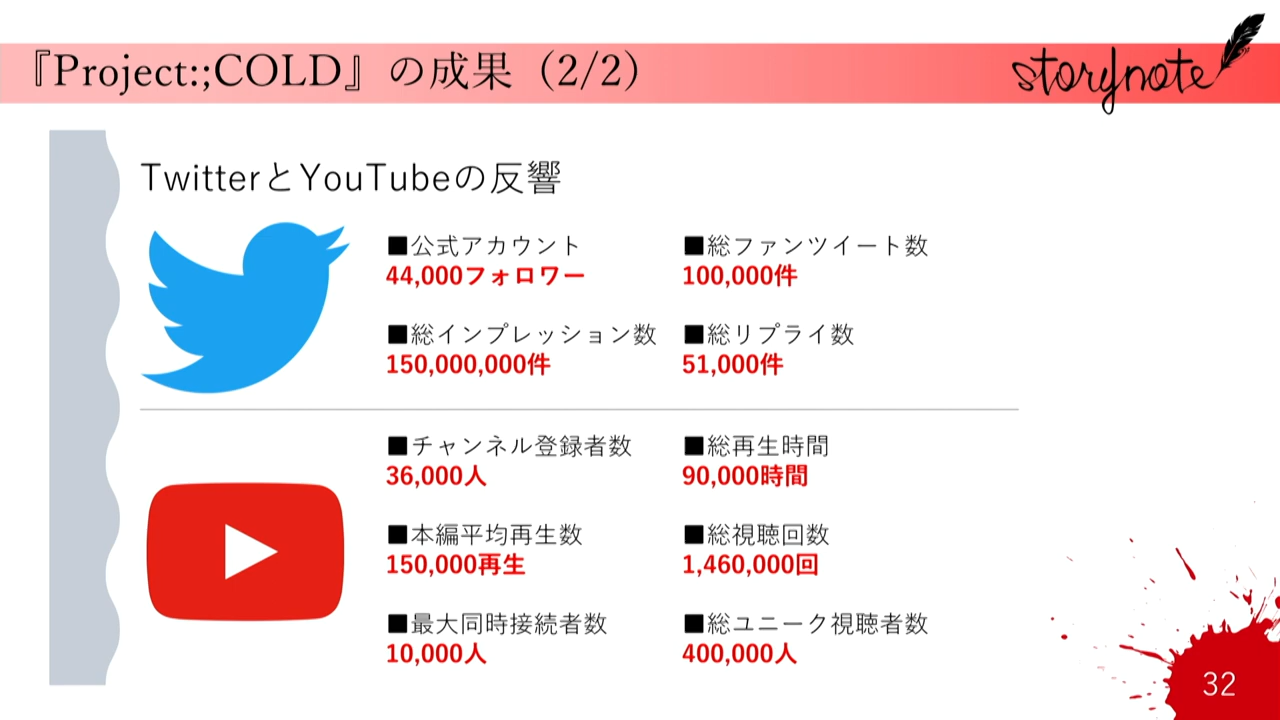 『Project:;COLD』の成果（2/2）
storynote
TwitterとYouTubeの反響
■公式アカウント
44,000フォロワー
■総ファンツイート数
100,000件
■総インプレッション数
150,000,000件
■総リプライ数
51,000件
■チャンネル登録者数
36,000人
■総再生時間
90,000時間
■本編平均再生数
150,000再生
■総視聴回数
1,460,000回
■最大同時接続者数
10,000人
■総ユニーク視聴者数
400,000人
32